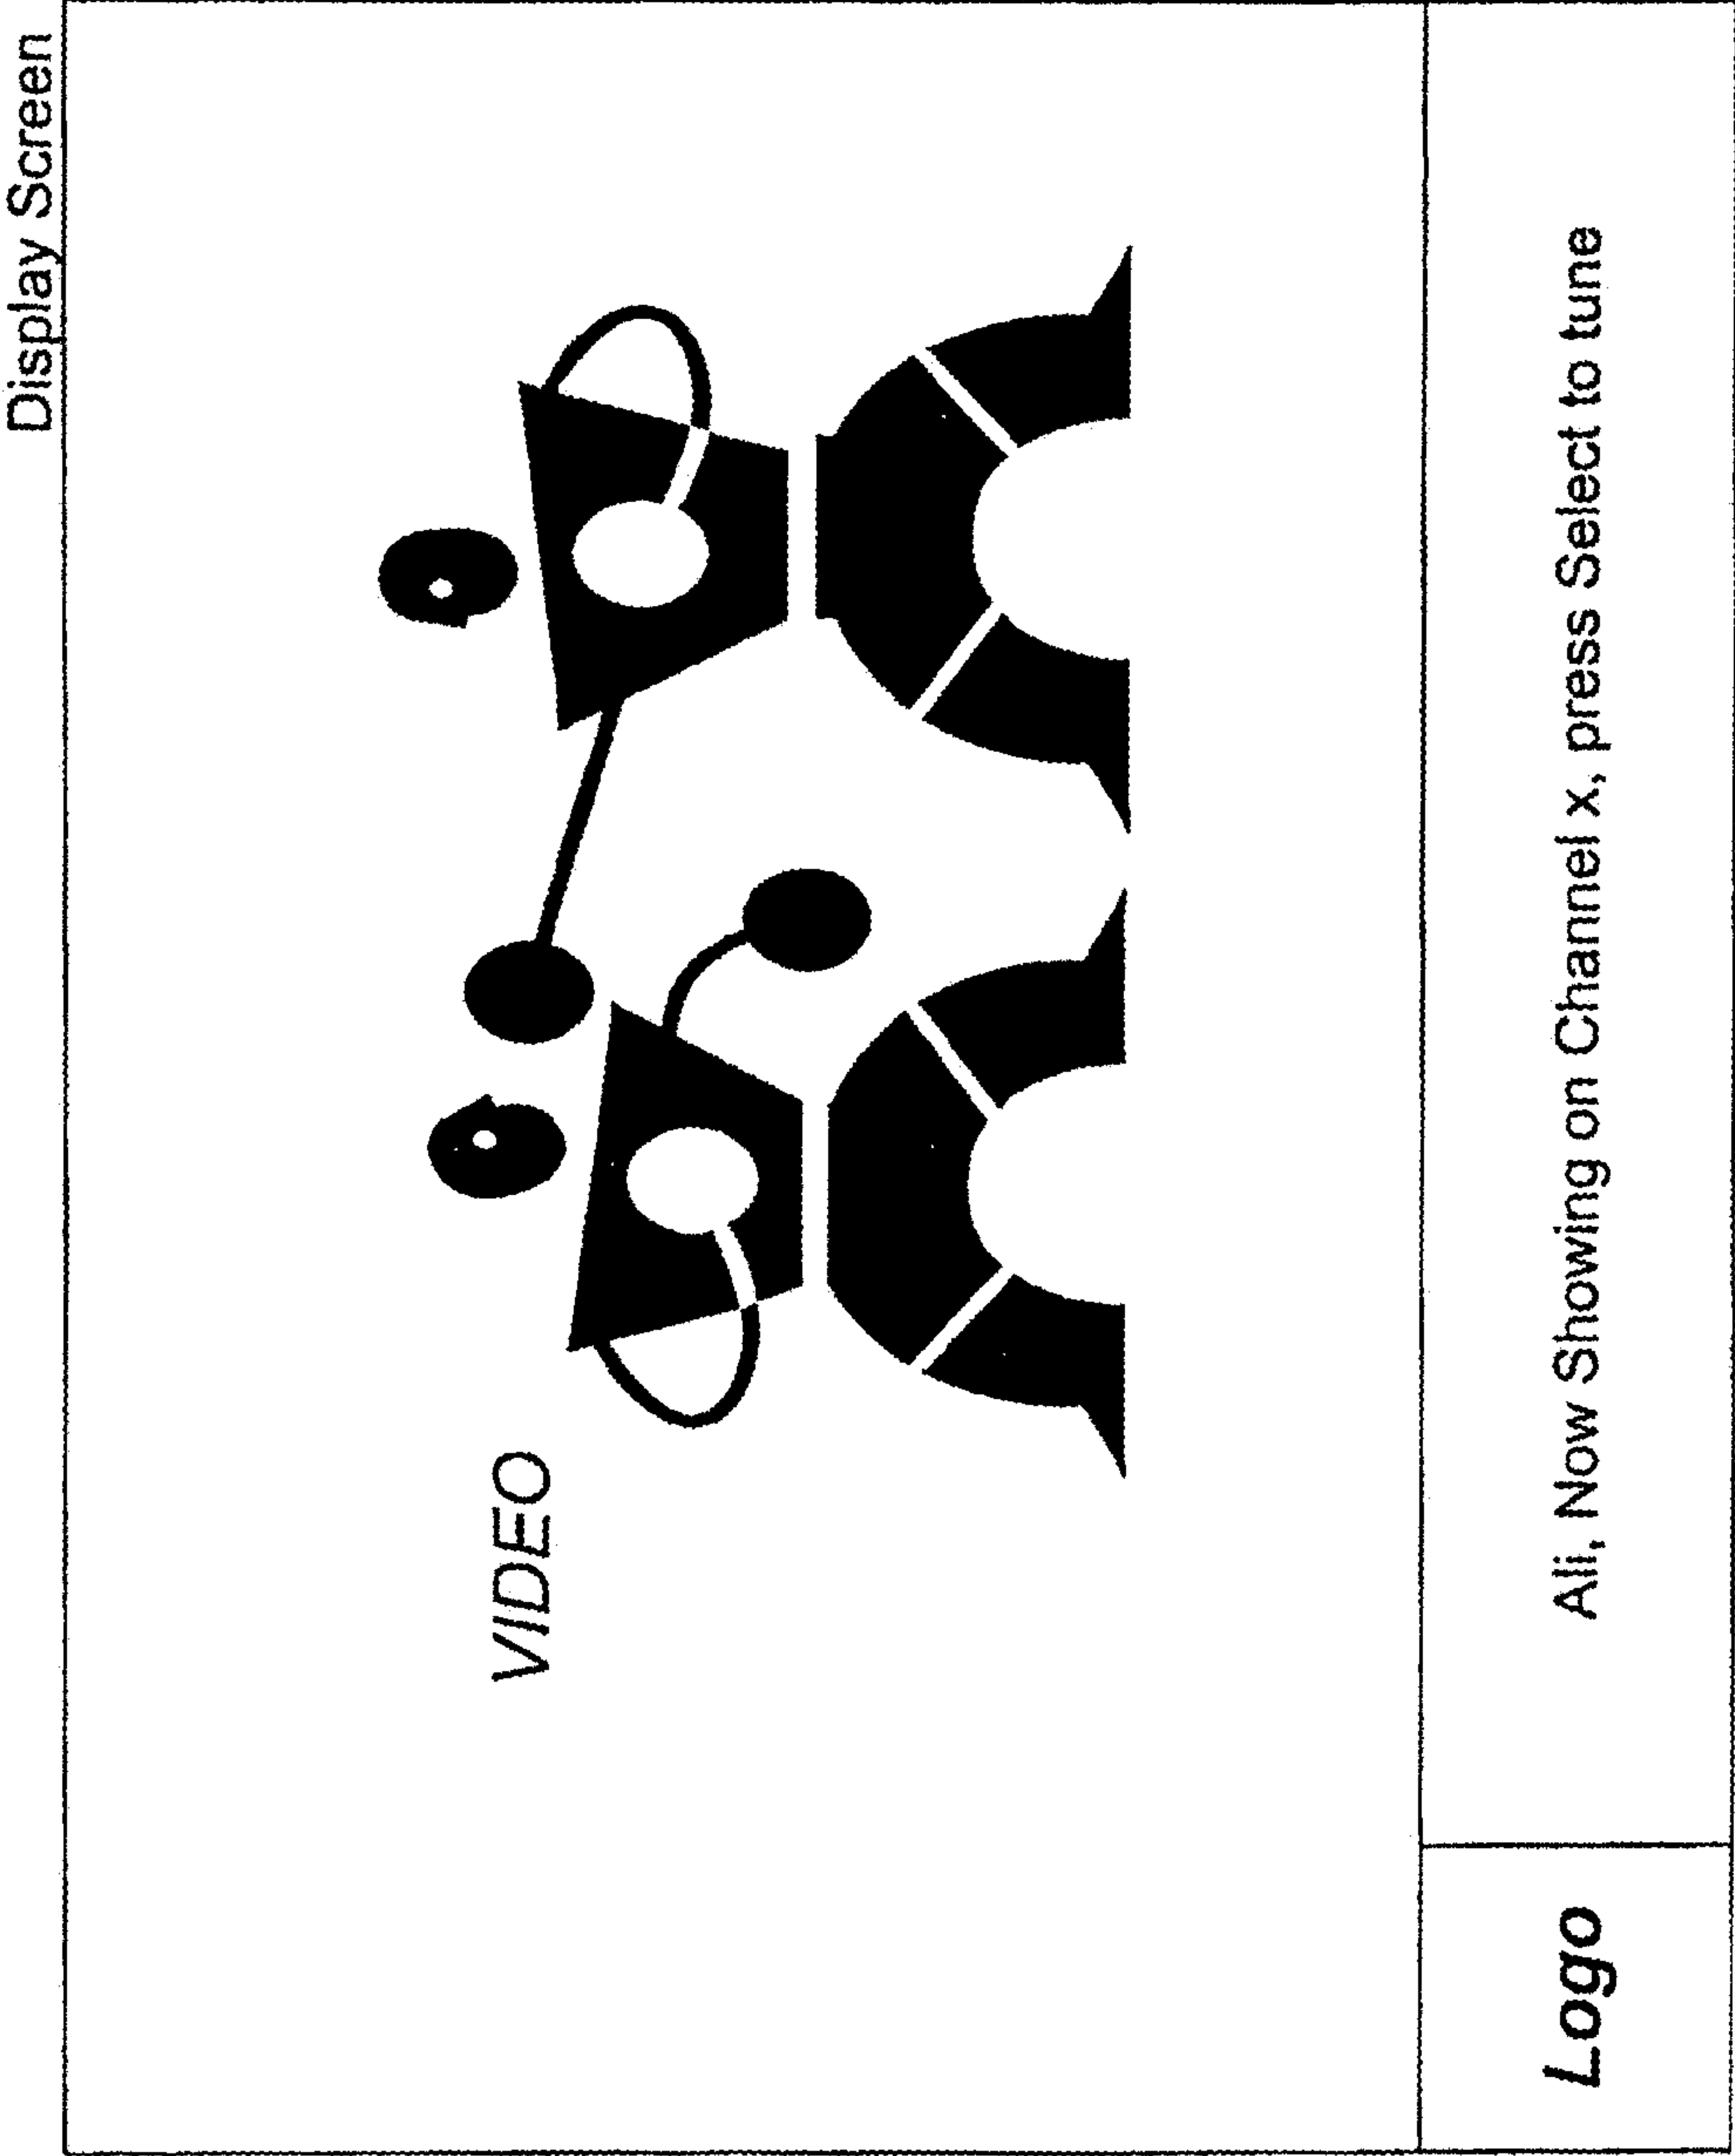 Display Screen
VIDEO
Logo
Ali, Now Showing on Channel x, press Select to tune